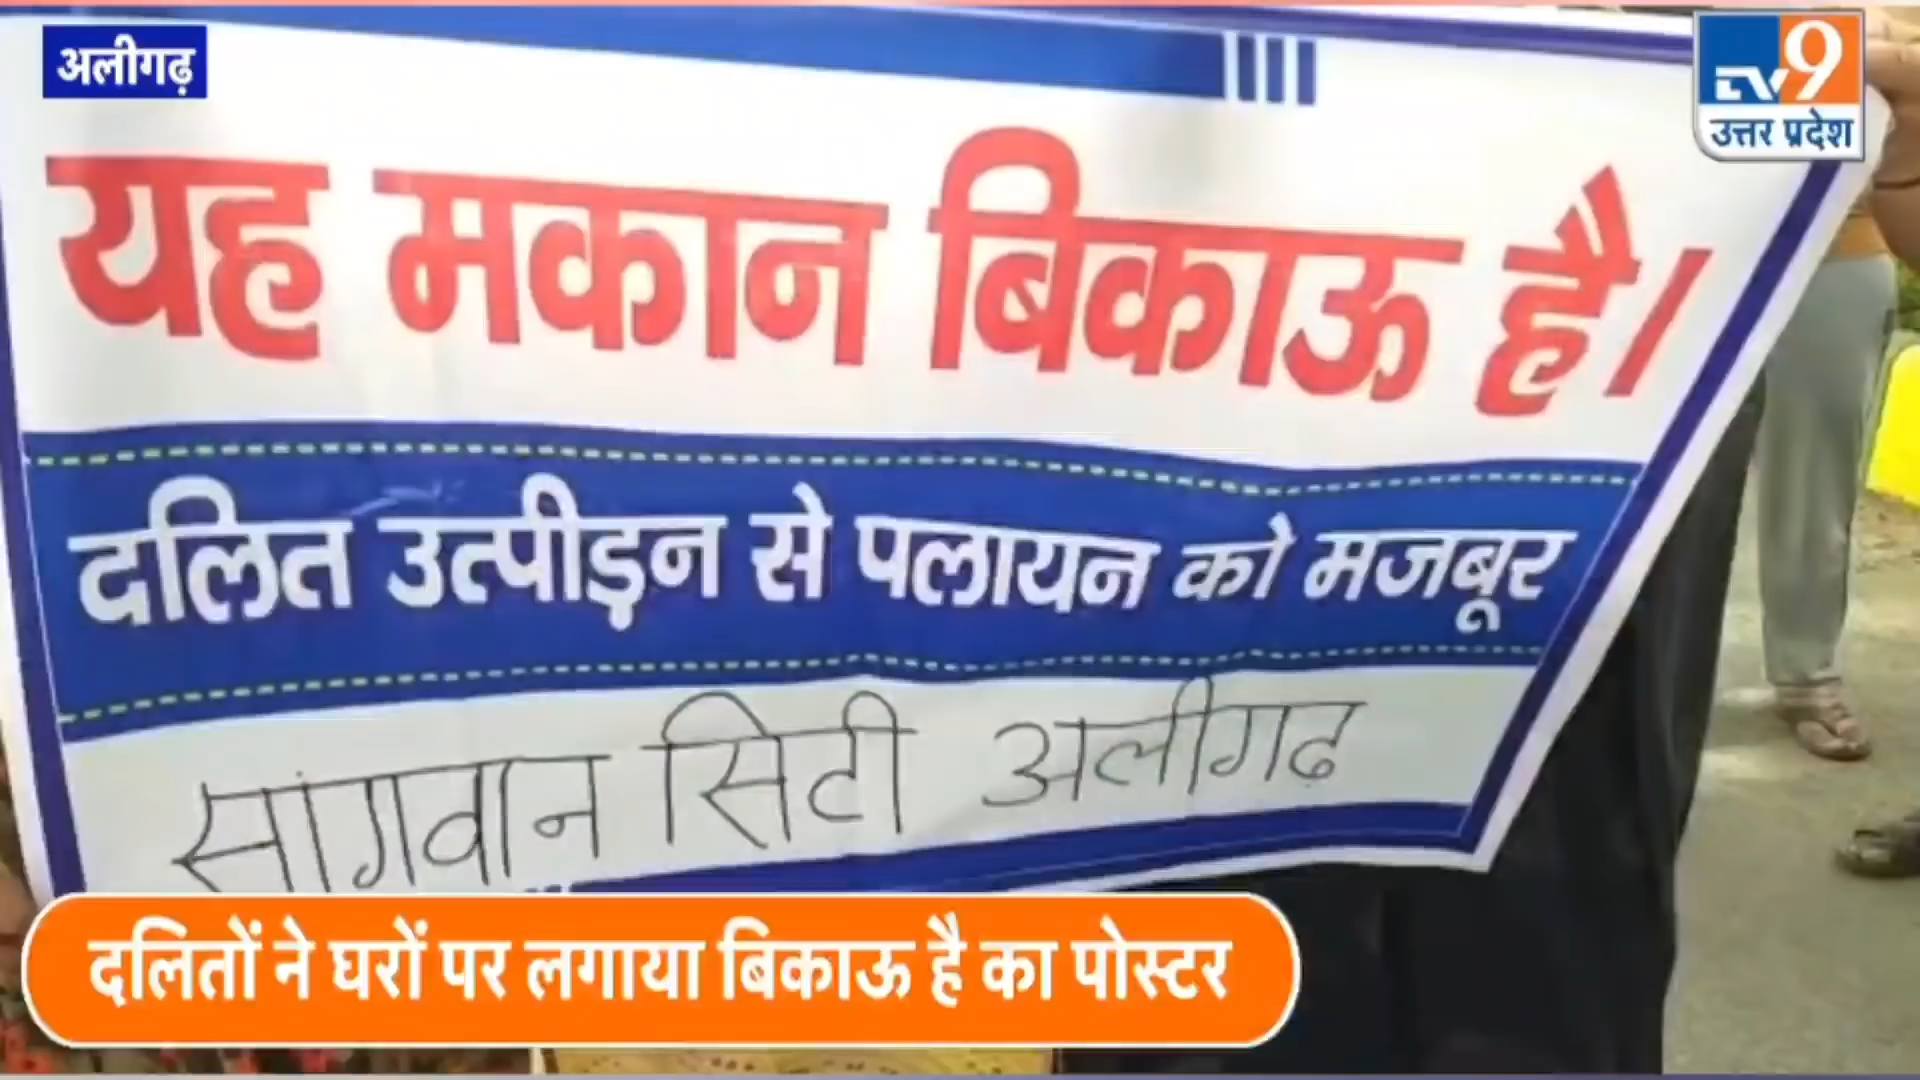 अलीगढ़
TV9
उत्तर प्रदेश
यह मकान बिकाऊ है।
दलित उत्पीड़न से पलायन को मजबूर
सांगवान सिटी अलीगढ
दलितों ने घरों पर लगाया बिकाऊ है का पोस्टर